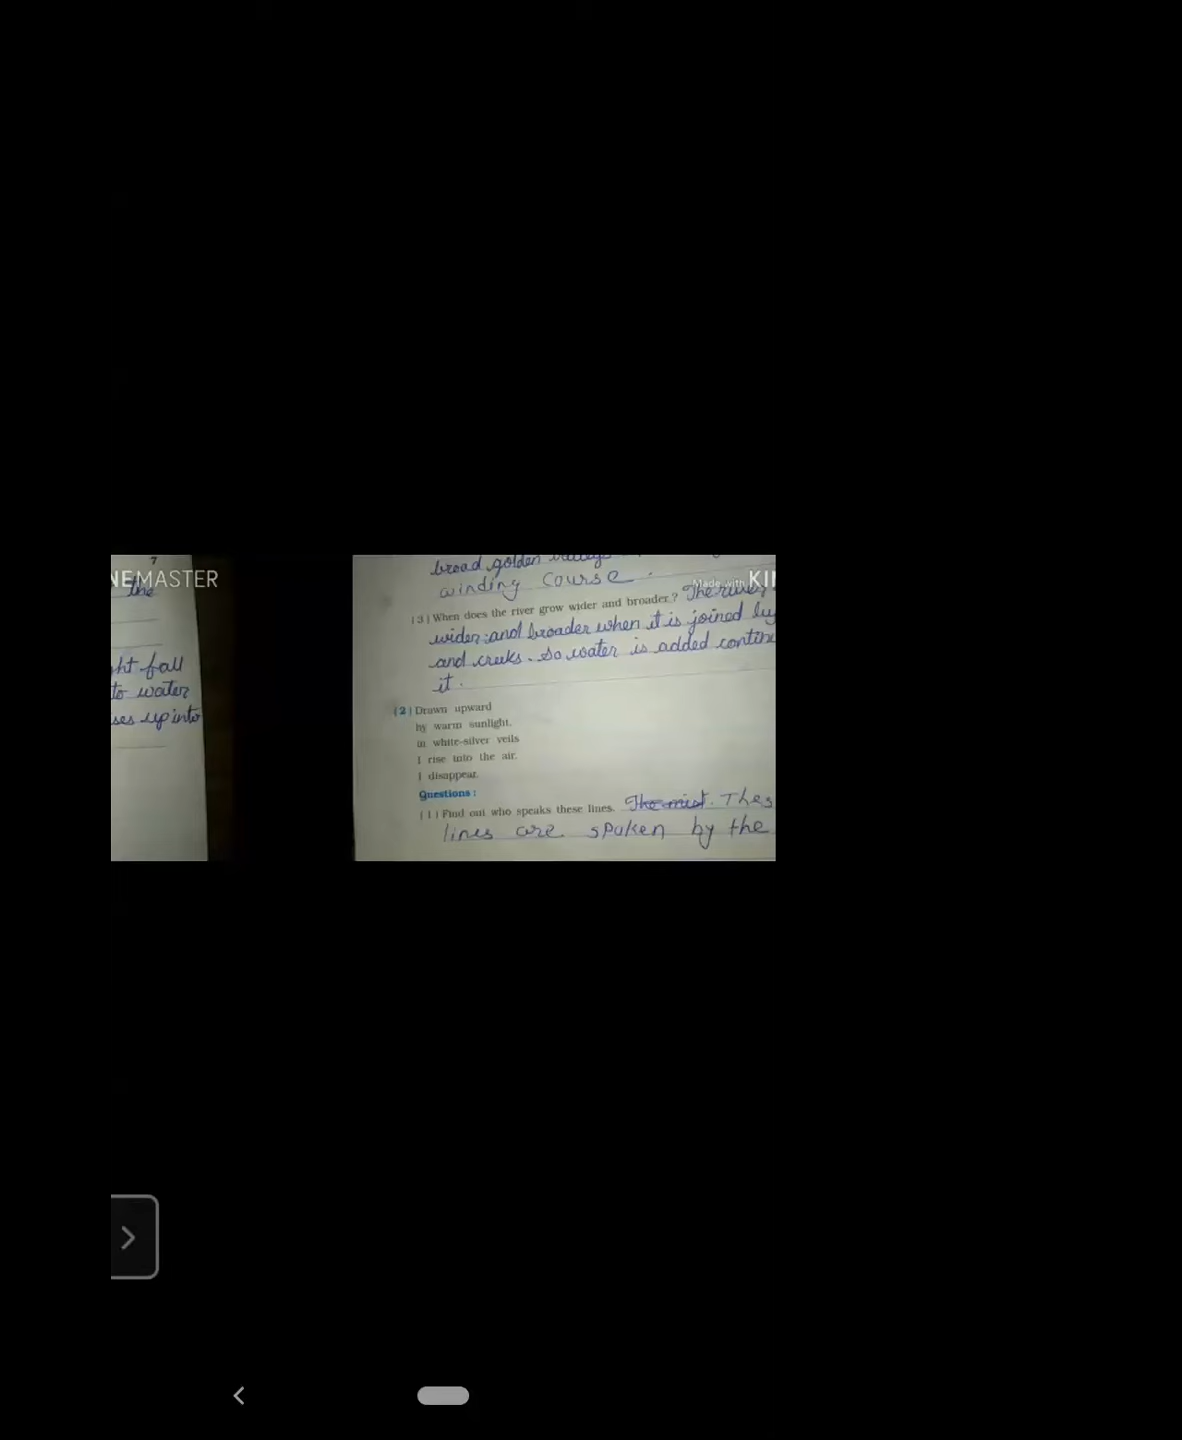 7
NEMASTER
the
ht fall
to water
ses up into
broad golden
Made with KI
winding course.
(3) When does the river grow wider and broader? The river
wider and broader when it is joined by
and creeks. So water is added contin
it.
(2) Drawn upward
by warm sunlight,
in white-silver veils
I rise into the air.
I disappear.
Questions:
(1) Find out who speaks these lines. The mist. Thes
lines are spoken by the